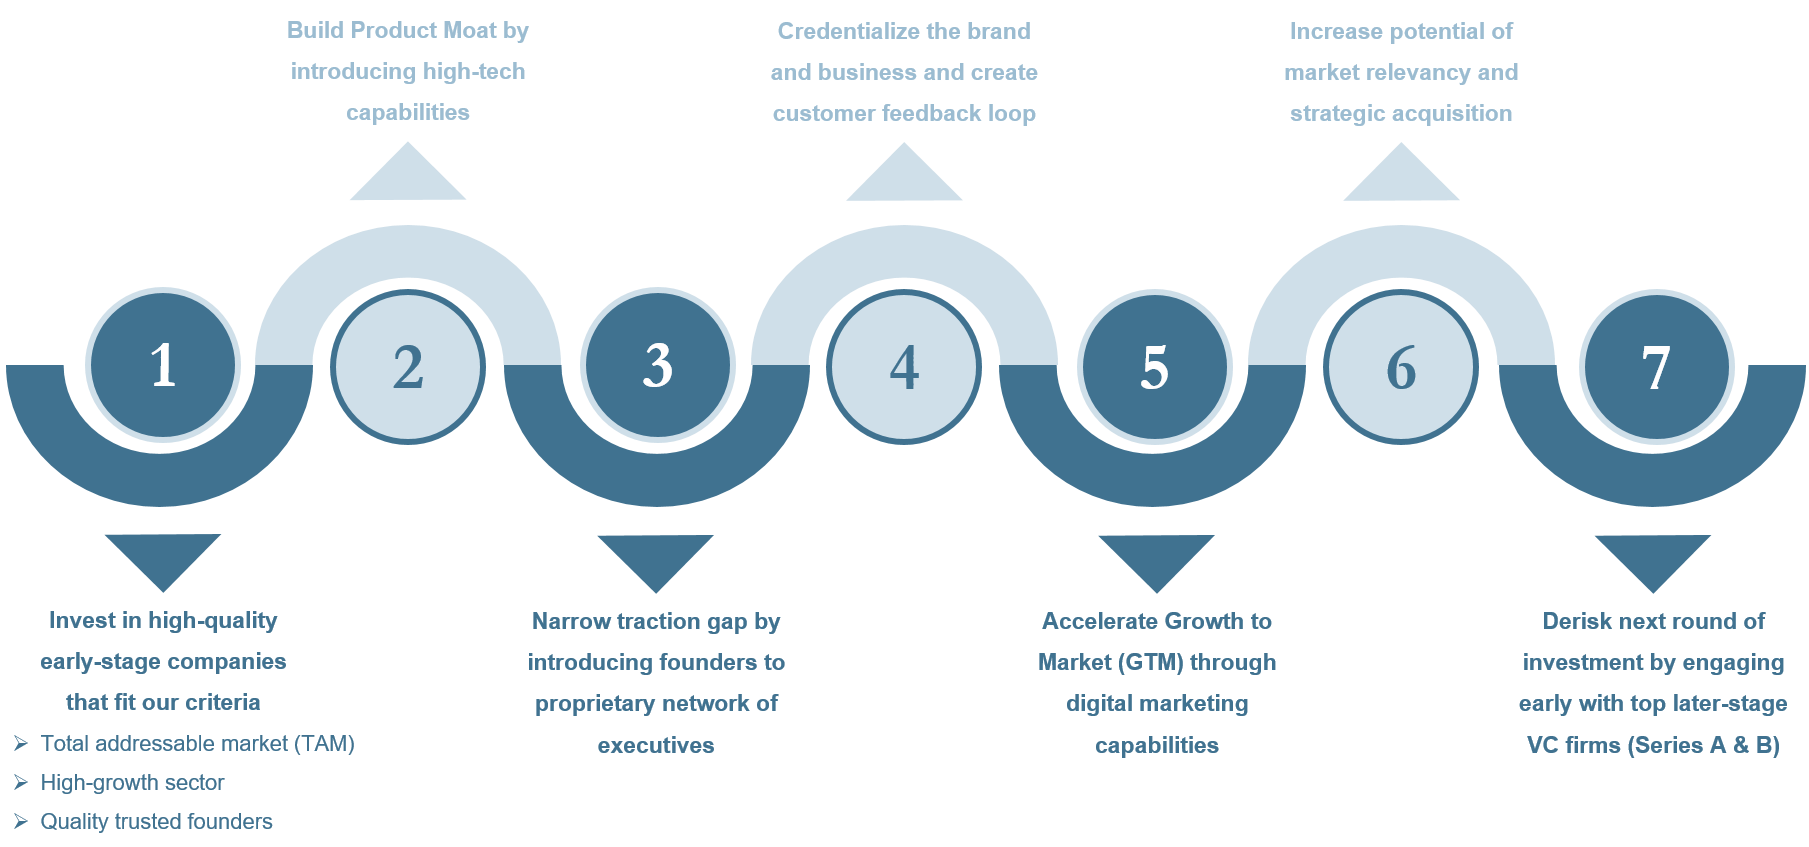 Build Product Moat by
introducing high-tech
capabilities
Credentialize the brand
and business and create
customer feedback loop
Increase potential of
market relevancy and
strategic acquisition
1
2
3
4
5
6
7
Invest in high-quality
early-stage companies
that fit our criteria
➢ Total addressable market (TAM)
➢ High-growth sector
➢ Quality trusted founders
Narrow traction gap by
introducing founders to
proprietary network of
executives
Accelerate Growth to
Market (GTM) through
digital marketing
capabilities
Derisk next round of
investment by engaging
early with top later-stage
VC firms (Series A & B)